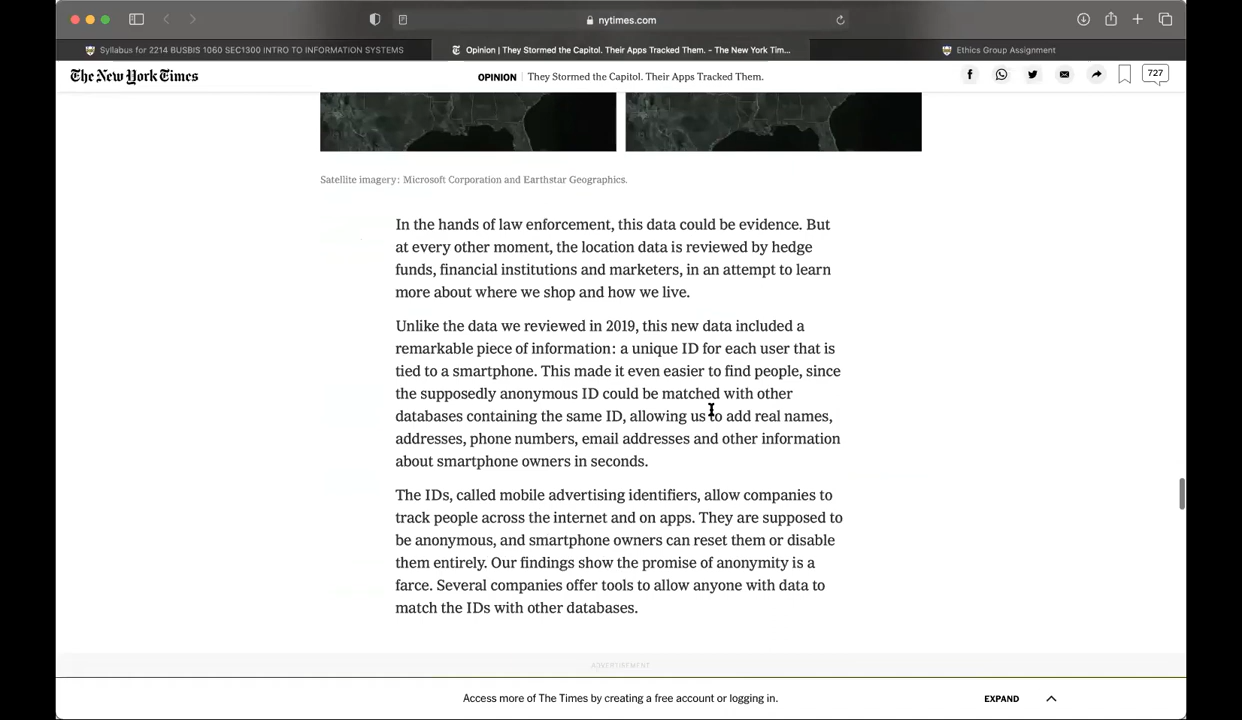 nytimes.com
Syllabus for 2214 BUSBIS 1060 SEC1300 INTRO TO INFORMATION SYSTEMS
Opinion | They Stormed the Capitol. Their Apps Tracked Them. - The New York Tim...
Ethics Group Assignment
The New York Times
OPINION | They Stormed the Capitol. Their Apps Tracked Them.
727
Satellite imagery: Microsoft Corporation and Earthstar Geographics.
In the hands of law enforcement, this data could be evidence. But
at every other moment, the location data is reviewed by hedge
funds, financial institutions and marketers, in an attempt to learn
more about where we shop and how we live.
Unlike the data we reviewed in 2019, this new data included a
remarkable piece of information: a unique ID for each user that is
tied to a smartphone. This made it even easier to find people, since
the supposedly anonymous ID could be matched with other
databases containing the same ID, allowing us to add real names,
addresses, phone numbers, email addresses and other information
about smartphone owners in seconds.
The IDs, called mobile advertising identifiers, allow companies to
track people across the internet and on apps. They are supposed to
be anonymous, and smartphone owners can reset them or disable
them entirely. Our findings show the promise of anonymity is a
farce. Several companies offer tools to allow anyone with data to
match the IDs with other databases.
ADVERTISEMENT
Access more of The Times by creating a free account or logging in.
EXPAND